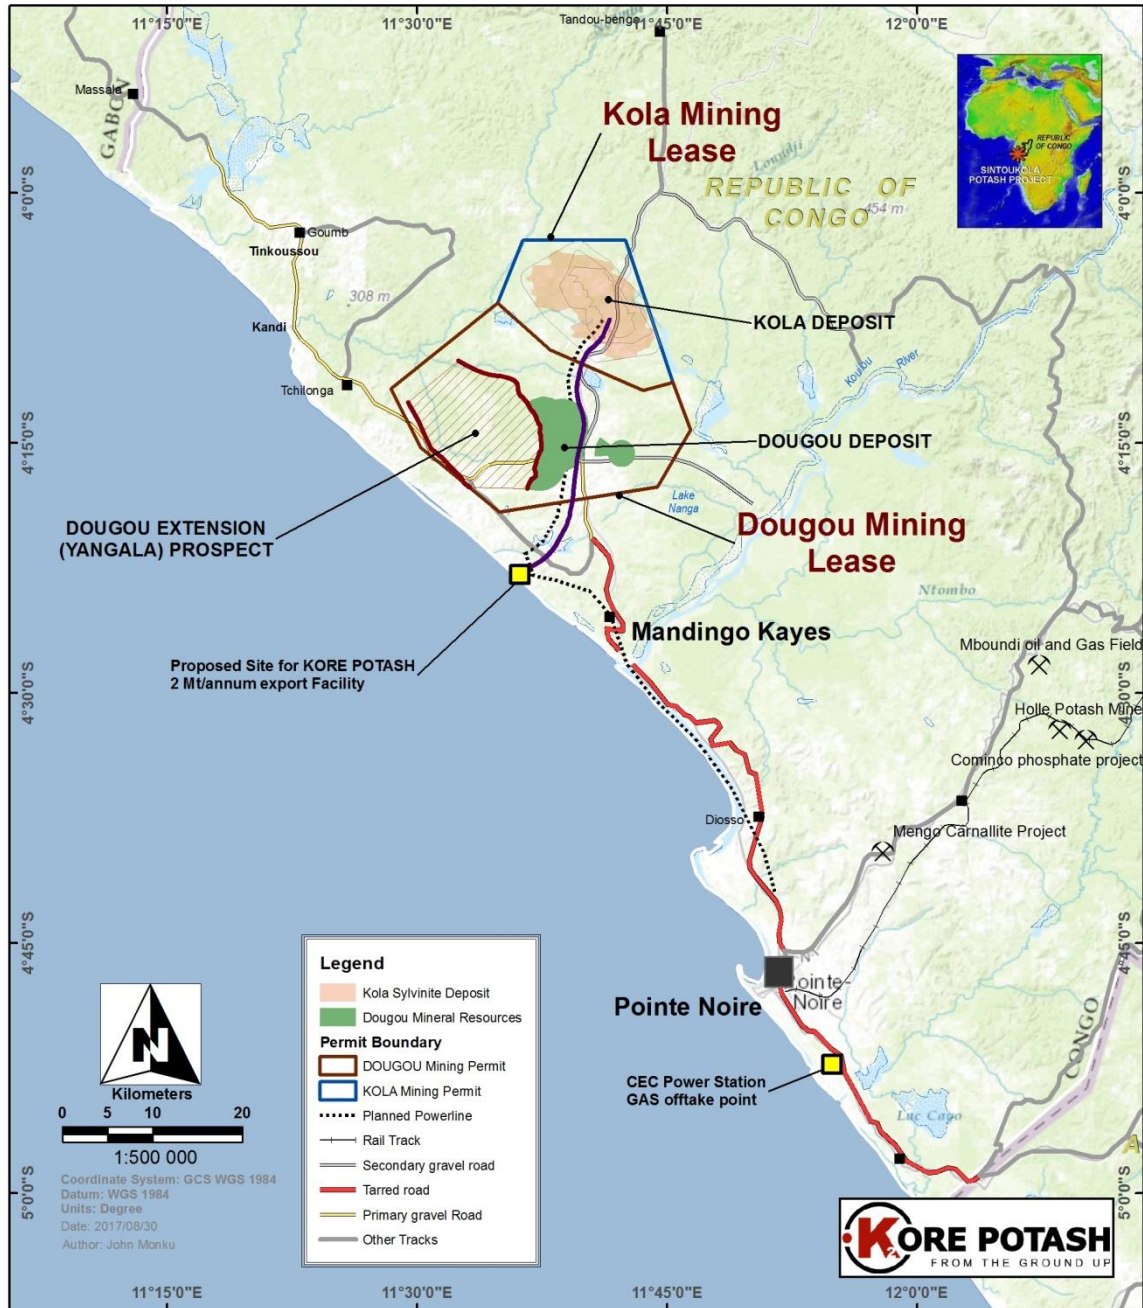 11°15'0"E
11°30'0"E
11°45'0"E
12°0'0"E
Tandou-bengo
Massala
GABON
Kola Mining
Lease
REPUBLIC OF
CONGO
SINTOUKOLA
POTASH PROJECT
Loundji
REPUBLIC OF
CONGO
454 m
4°0'0"S
4°0'0"S
Goumb
Tinkoussou
308 m
Kandi
KOLA DEPOSIT
Kouilou
River
Tchilonga
4°15'0"S
4°15'0"S
DOUGOU DEPOSIT
Lake
Nanga
DOUGOU EXTENSION
(YANGALA) PROSPECT
Dougou Mining
Lease
Ntombo
Mandingo Kayes
Mboundi oil and Gas Field
Proposed Site for KORE POTASH
2 Mt/annum export Facility
4°30'0"S
4°30'0"S
Holle Potash Mine
Cominco phosphate project
Diosso
Mengo Carnallite Project
4°45'0"S
4°45'0"S
Pointe Noire
Pointe-
Noire
CEC Power Station
GAS offtake point
CONGO
Luc Cayo
A
5°0'0"S
5°0'0"S
N
Kilometers
0 5 10 20
1:500 000
Coordinate System: GCS WGS 1984
Datum: WGS 1984
Units: Degree
Date: 2017/08/30
Author: John Monku
Legend
Kola Sylvinite Deposit
Dougou Mineral Resources
Permit Boundary
DOUGOU Mining Permit
KOLA Mining Permit
Planned Powerline
Rail Track
Secondary gravel road
Tarred road
Primary gravel Road
Other Tracks
KORE POTASH
FROM THE GROUND UP
11°15'0"E
11°30'0"E
11°45'0"E
12°0'0"E